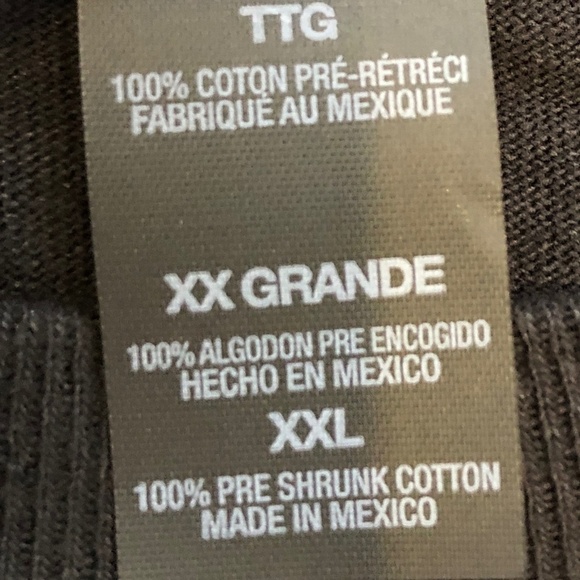 TTG
100% COTON PRÉ-RÉTRÉCI
FABRIQUÉ AU MEXIQUE
XX GRANDE
100% ALGODON PRE ENCOGIDO
HECHO EN MEXICO
XXL
100% PRE SHRUNK COTTON
MADE IN MEXICO